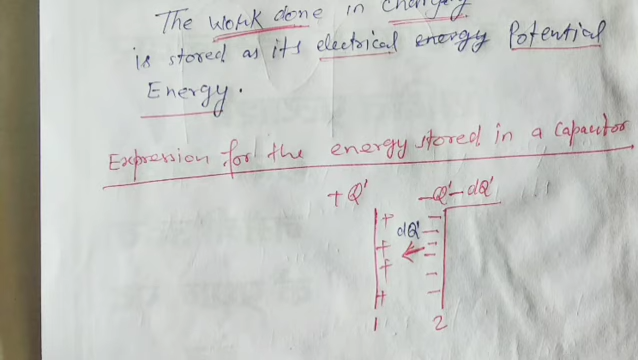 The work done in charging
is stored as its electrical energy Potential
Energy.
Expression for the energy stored in a capacitor
+Q' -Q'-dQ'
dQ'
1 2